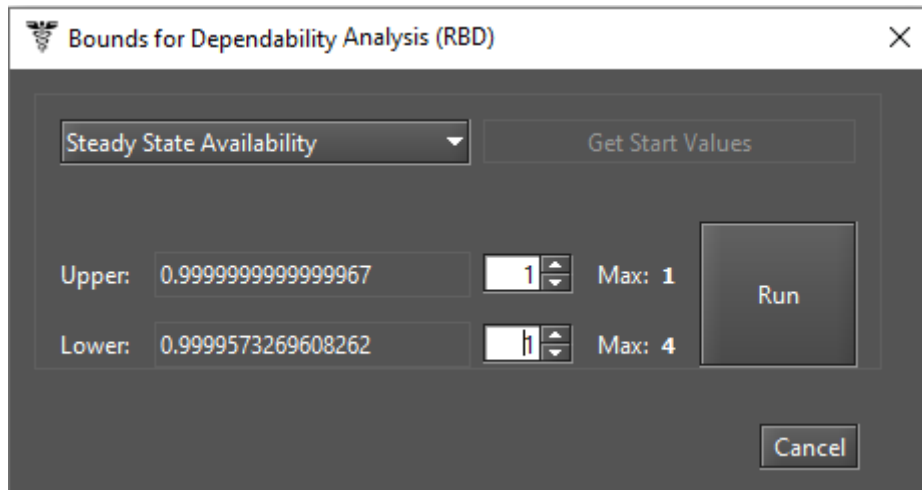 Bounds for Dependability Analysis (RBD)
Steady State Availability Get Start Values
Upper: 0.9999999999999967 1 Max: 1
Run
Lower: 0.9999573269608262 1 Max: 4
Cancel